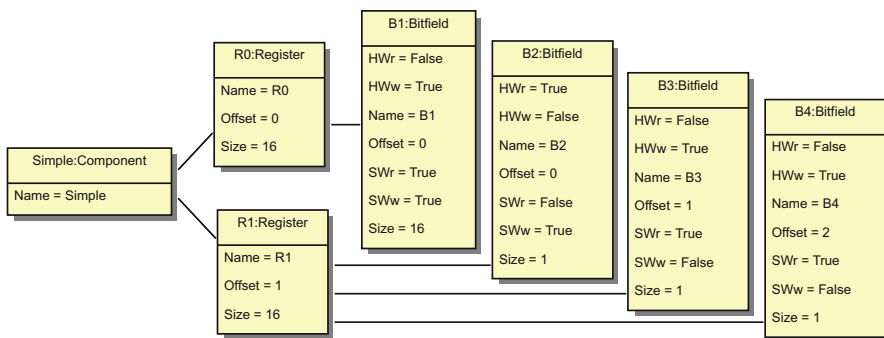 Simple:Component
Name = Simple
R0:Register
Name = R0
Offset = 0
Size = 16
R1:Register
Name = R1
Offset = 1
Size = 16
B1:Bitfield
HWr = False
HWw = True
Name = B1
Offset = 0
SWr = True
SWw = True
Size = 16
B2:Bitfield
HWr = True
HWw = False
Name = B2
Offset = 0
SWr = False
SWw = True
Size = 1
B3:Bitfield
HWr = False
HWw = True
Name = B3
Offset = 1
SWr = True
SWw = False
Size = 1
B4:Bitfield
HWr = False
HWw = True
Name = B4
Offset = 2
SWr = True
SWw = False
Size = 1